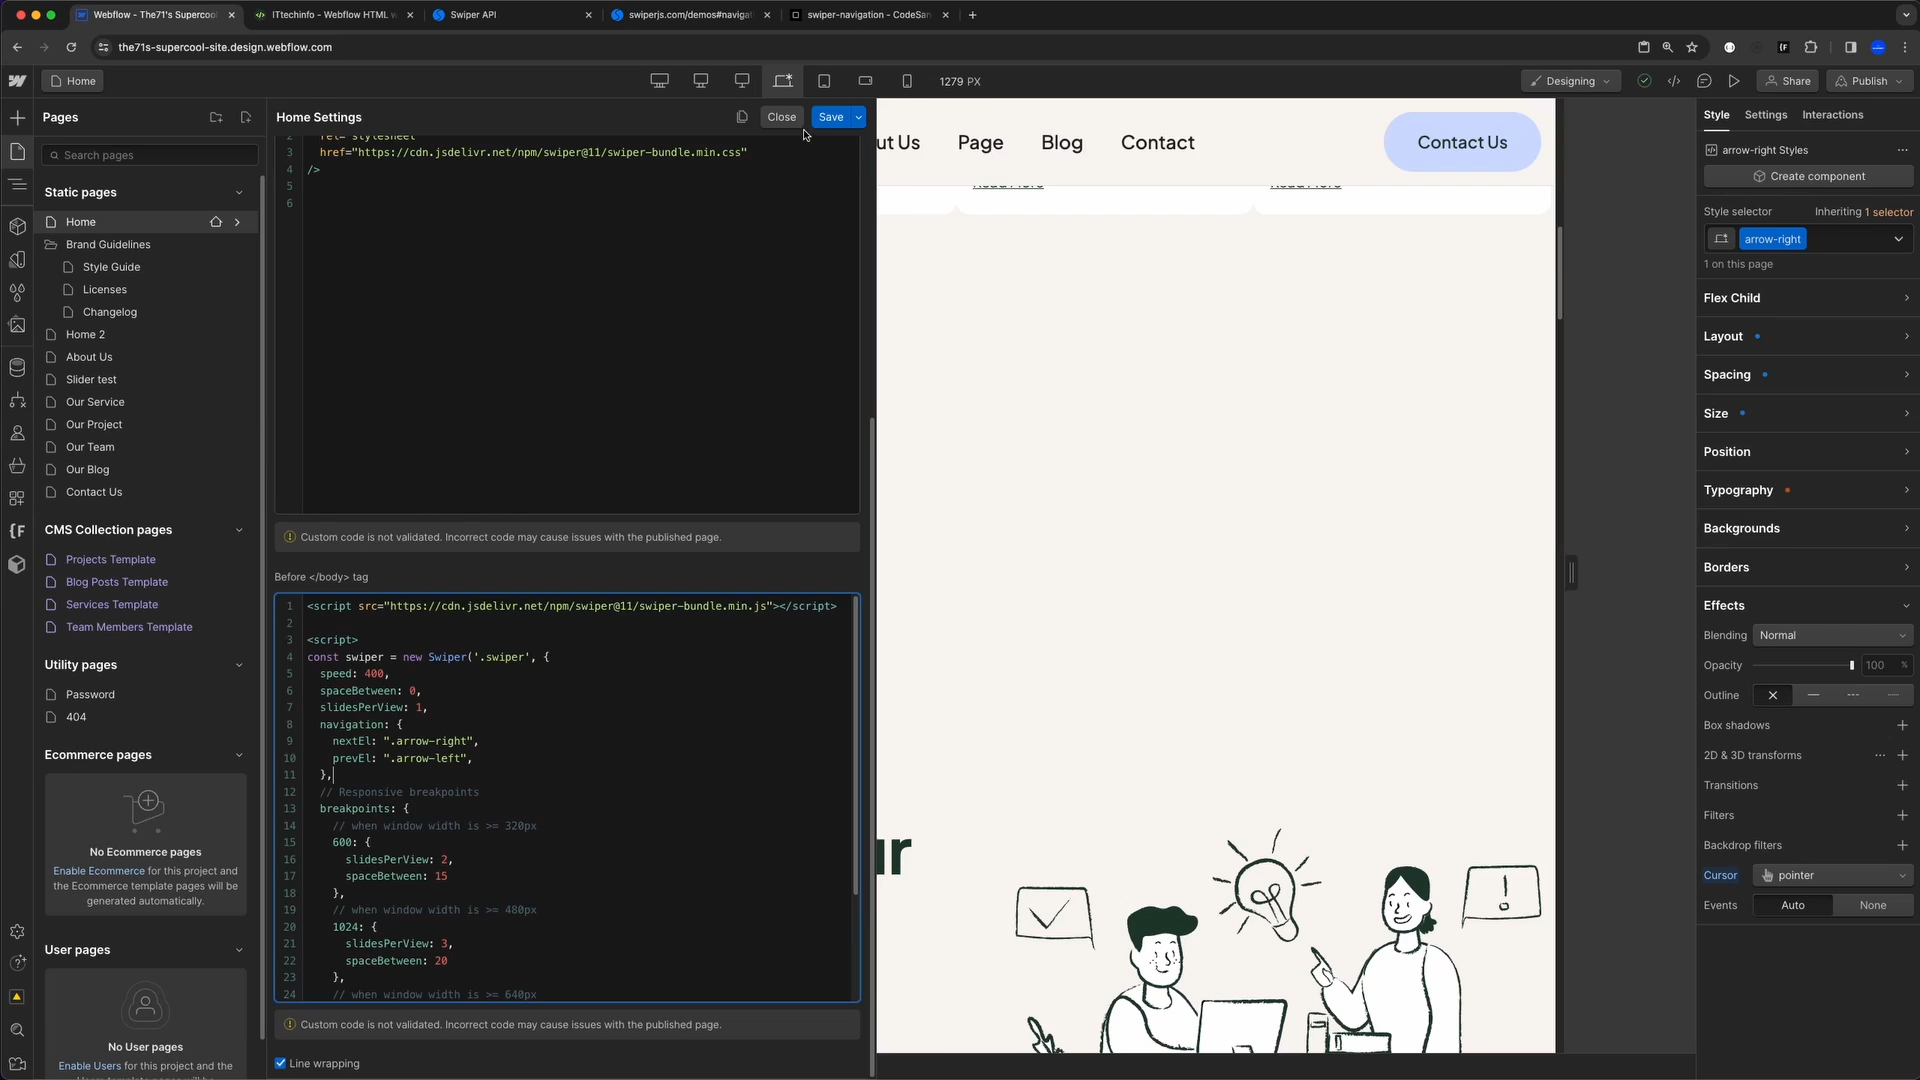 Webflow - The71's Supercool
ITtechinfo - Webflow HTML w
Swiper API
swiperjs.com/demos#navigat
swiper-navigation - CodeSan
the71s-supercool-site.design.webflow.com
Home
1279 PX
Designing
Share
Publish
Pages
Search pages
Static pages
Home
Brand Guidelines
Style Guide
Licenses
Changelog
Home 2
About Us
Slider test
Our Service
Our Project
Our Team
Our Blog
Contact Us
CMS Collection pages
Projects Template
Blog Posts Template
Services Template
Team Members Template
Utility pages
Password
404
Ecommerce pages
No Ecommerce pages
Enable Ecommerce for this project and
the Ecommerce template pages will be
generated automatically.
User pages
No User pages
Enable Users for this project and the
Home Settings
Close
Save
2 rel="stylesheet"
3 href="https://cdn.jsdelivr.net/npm/swiper@11/swiper-bundle.min.css"
4 />
5
6
Custom code is not validated. Incorrect code may cause issues with the published page.
Before </body> tag
1 <script src="https://cdn.jsdelivr.net/npm/swiper@11/swiper-bundle.min.js"></script>
2
3 <script>
4 const swiper = new Swiper('.swiper', {
5 speed: 400,
6 spaceBetween: 0,
7 slidesPerView: 1,
8 navigation: {
9 nextEl: ".arrow-right",
10 prevEl: ".arrow-left",
11 },
12 // Responsive breakpoints
13 breakpoints: {
14 // when window width is >= 320px
15 600: {
16 slidesPerView: 2,
17 spaceBetween: 15
18 },
19 // when window width is >= 480px
20 1024: {
21 slidesPerView: 3,
22 spaceBetween: 20
23 },
24 // when window width is >= 640px
Custom code is not validated. Incorrect code may cause issues with the published page.
Line wrapping
ut Us
Page
Blog
Contact
Contact Us
Read More
Read More
ur
Style
Settings
Interactions
arrow-right Styles
Create component
Style selector
Inheriting 1 selector
arrow-right
1 on this page
Flex Child
Layout
Spacing
Size
Position
Typography
Backgrounds
Borders
Effects
Blending
Normal
Opacity
100
%
Outline
Box shadows
2D & 3D transforms
Transitions
Filters
Backdrop filters
Cursor
pointer
Events
Auto
None